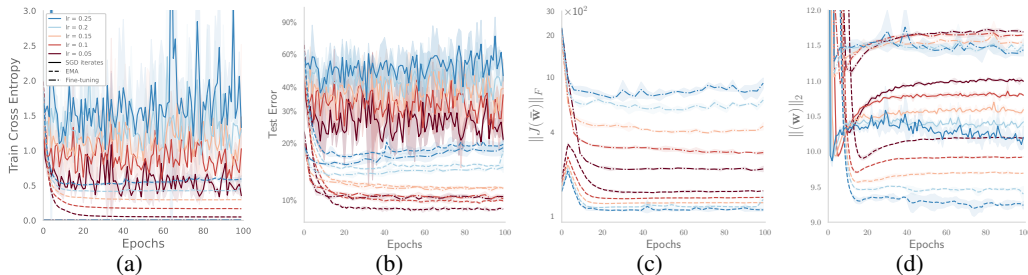 3.0
2.5
2.0
1.5
1.0
0.5
0.0
Train Cross Entropy
lr = 0.25
lr = 0.2
lr = 0.15
lr = 0.1
lr = 0.05
SGD iterates
EMA
Fine-tuning
0 20 40 60 80 100
Epochs
(a)
90%
60%
40%
30%
20%
10%
Test Error
0 20 40 60 80 100
Epochs
(b)
30 × 10²
10
4
1
||J(w̄)||_F
0 20 40 60 80 100
Epochs
(c)
12.0
11.5
11.0
10.5
10.0
9.5
9.0
||(w)||₂
0 20 40 60 80 100
Epochs
(d)